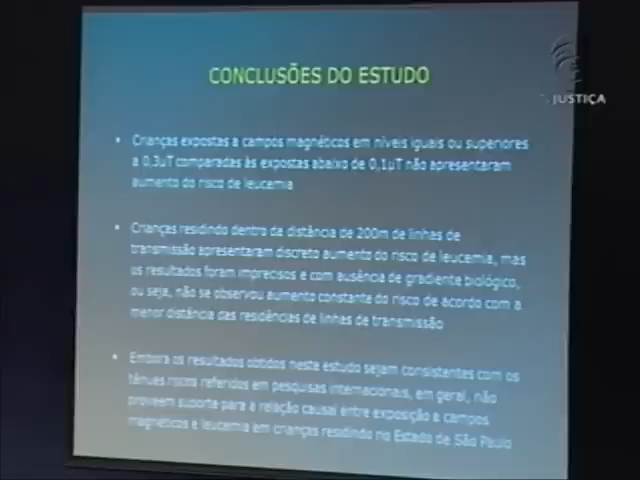 CONCLUSÕES DO ESTUDO
JUSTIÇA
• Crianças expostas a campos magnéticos em níveis iguais ou superiores
a 0,3µT comparadas às expostas abaixo de 0,1µT não apresentaram
aumento do risco de leucemia
• Crianças residindo dentro da distância de 200m de linhas de
transmissão apresentaram discreto aumento do risco de leucemia, mas
os resultados foram imprecisos e com ausência de gradiente biológico,
ou seja, não se observou aumento constante do risco de acordo com a
menor distância das residências de linhas de transmissão
• Embora os resultados obtidos neste estudo sejam consistentes com os
tênues riscos referidos em pesquisas internacionais, em geral, não
proveem suporte para a relação causal entre exposição a campos
magnéticos e leucemia em crianças residindo no Estado de São Paulo